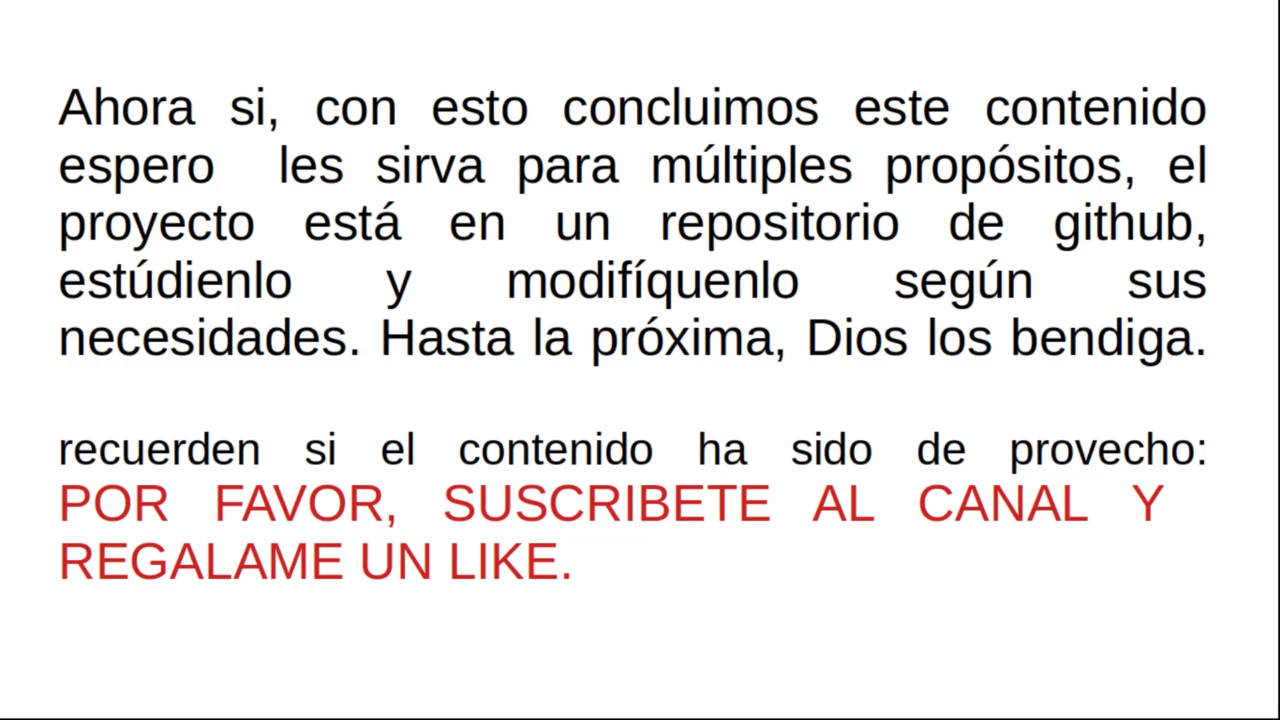 Ahora si, con esto concluimos este contenido
espero les sirva para múltiples propósitos, el
proyecto está en un repositorio de github,
estúdienlo y modifíquenlo según sus
necesidades. Hasta la próxima, Dios los bendiga.
recuerden si el contenido ha sido de provecho:
POR FAVOR, SUSCRIBETE AL CANAL Y
REGALAME UN LIKE.